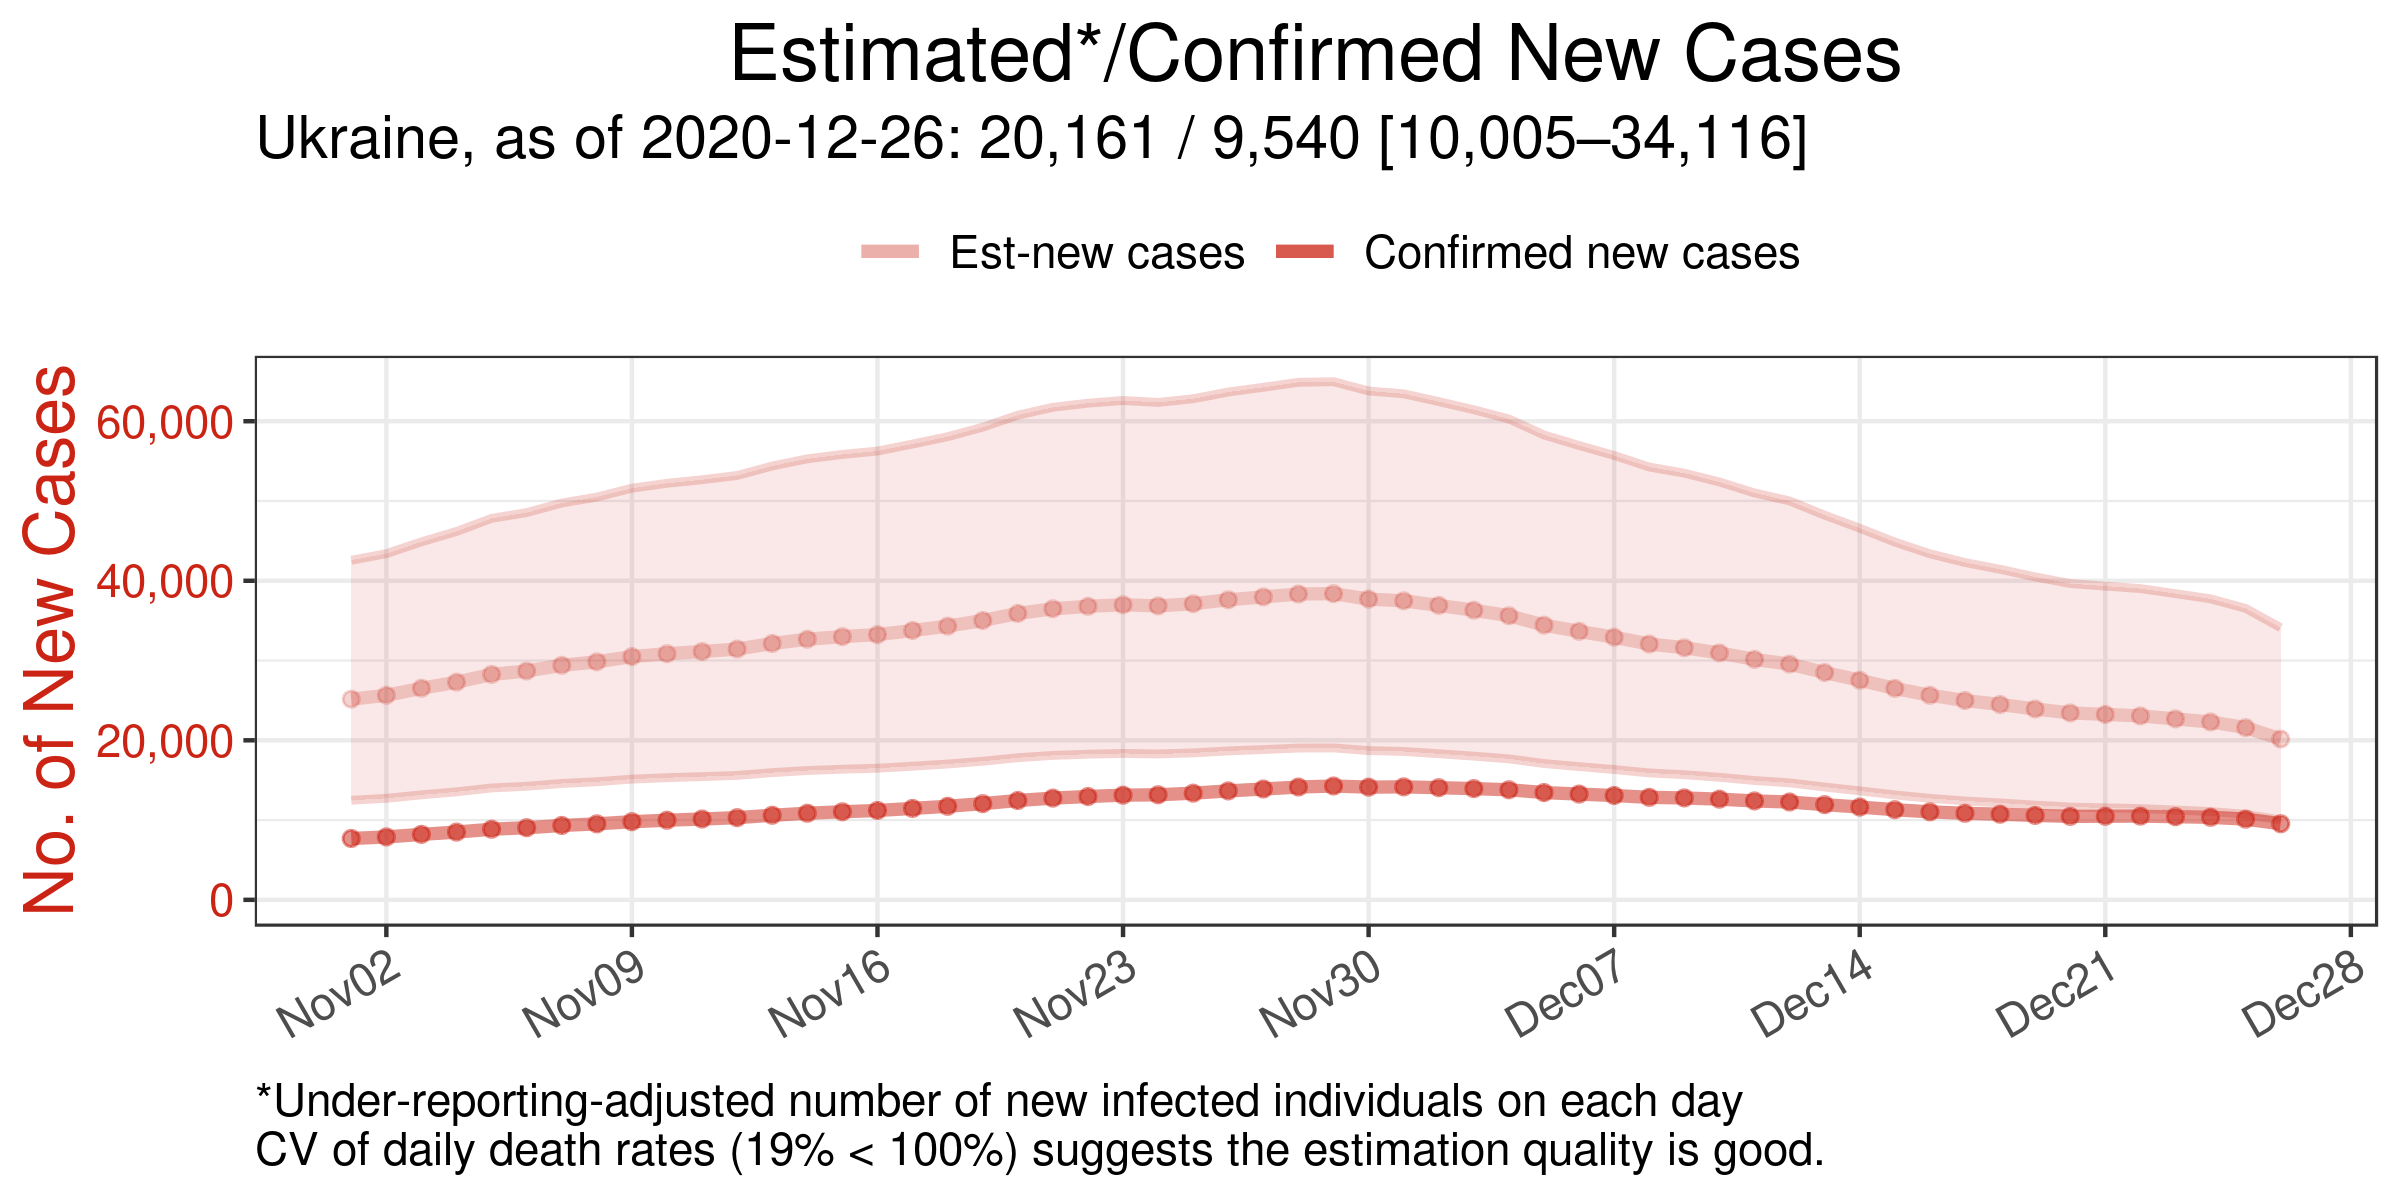 Estimated*/Confirmed New Cases
Ukraine, as of 2020-12-26: 20,161 / 9,540 [10,005–34,116]
Est-new cases
Confirmed new cases
No. of New Cases
60,000
40,000
20,000
0
Nov02
Nov09
Nov16
Nov23
Nov30
Dec07
Dec14
Dec21
Dec28
*Under-reporting-adjusted number of new infected individuals on each day
CV of daily death rates (19% < 100%) suggests the estimation quality is good.